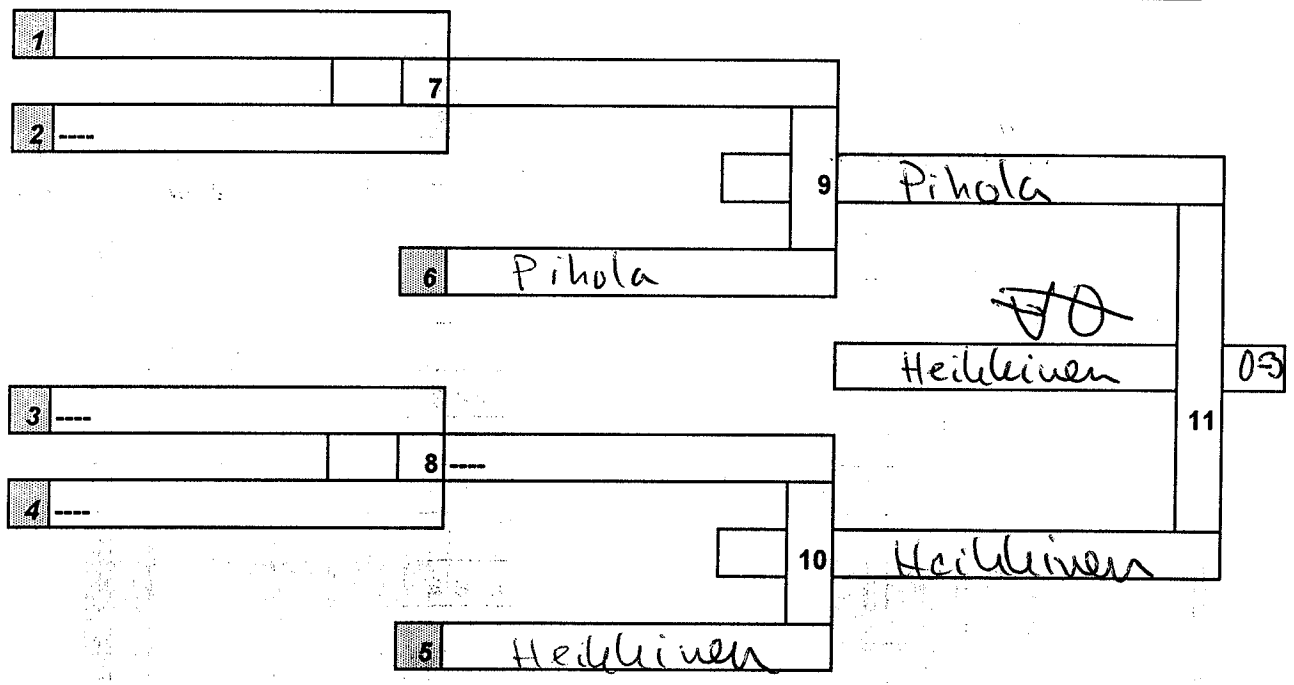 1
7
2 ----
9 Pihola
6 Pihola
Heikkinen 0-3
3 ----
11
8 ----
4 ----
10 Heikkinen
5 Heikkinen